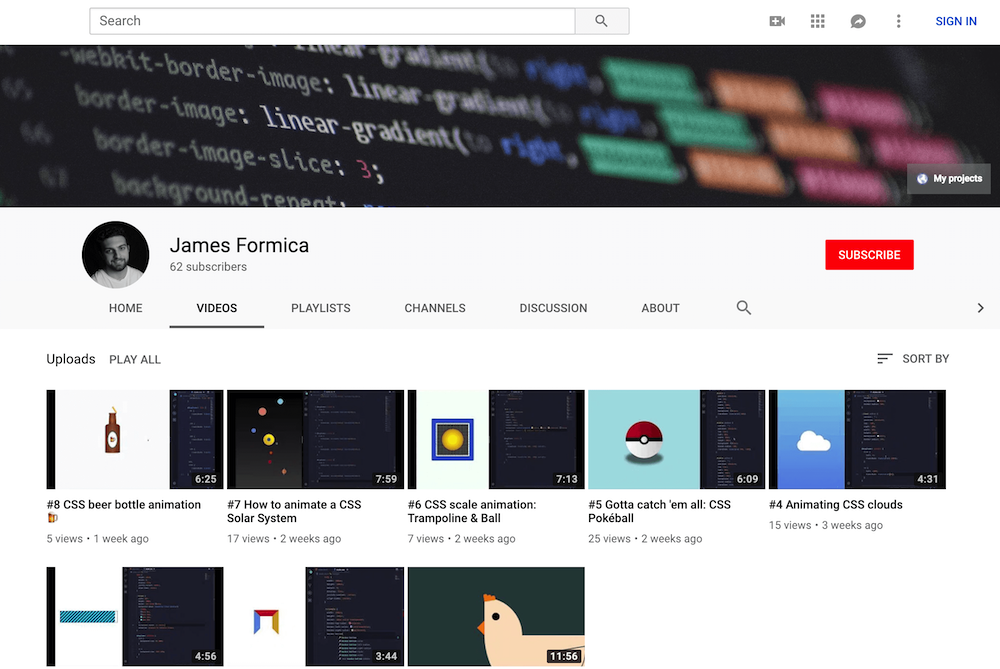 Search
SIGN IN
-webkit-border-image: linear-gradient(to right,
65 border-image: linear-gradient(to right,
66 border-image-slice: 3;
67 background-repeat:
My projects
James Formica
62 subscribers
SUBSCRIBE
HOME VIDEOS PLAYLISTS CHANNELS DISCUSSION ABOUT
Uploads PLAY ALL
SORT BY
6:25 7:59 7:13 6:09 4:31
#8 CSS beer bottle animation
🍺
5 views • 1 week ago
#7 How to animate a CSS
Solar System
17 views • 2 weeks ago
#6 CSS scale animation:
Trampoline & Ball
7 views • 2 weeks ago
#5 Gotta catch 'em all: CSS
Pokéball
25 views • 2 weeks ago
#4 Animating CSS clouds
15 views • 3 weeks ago
4:56 3:44 11:56